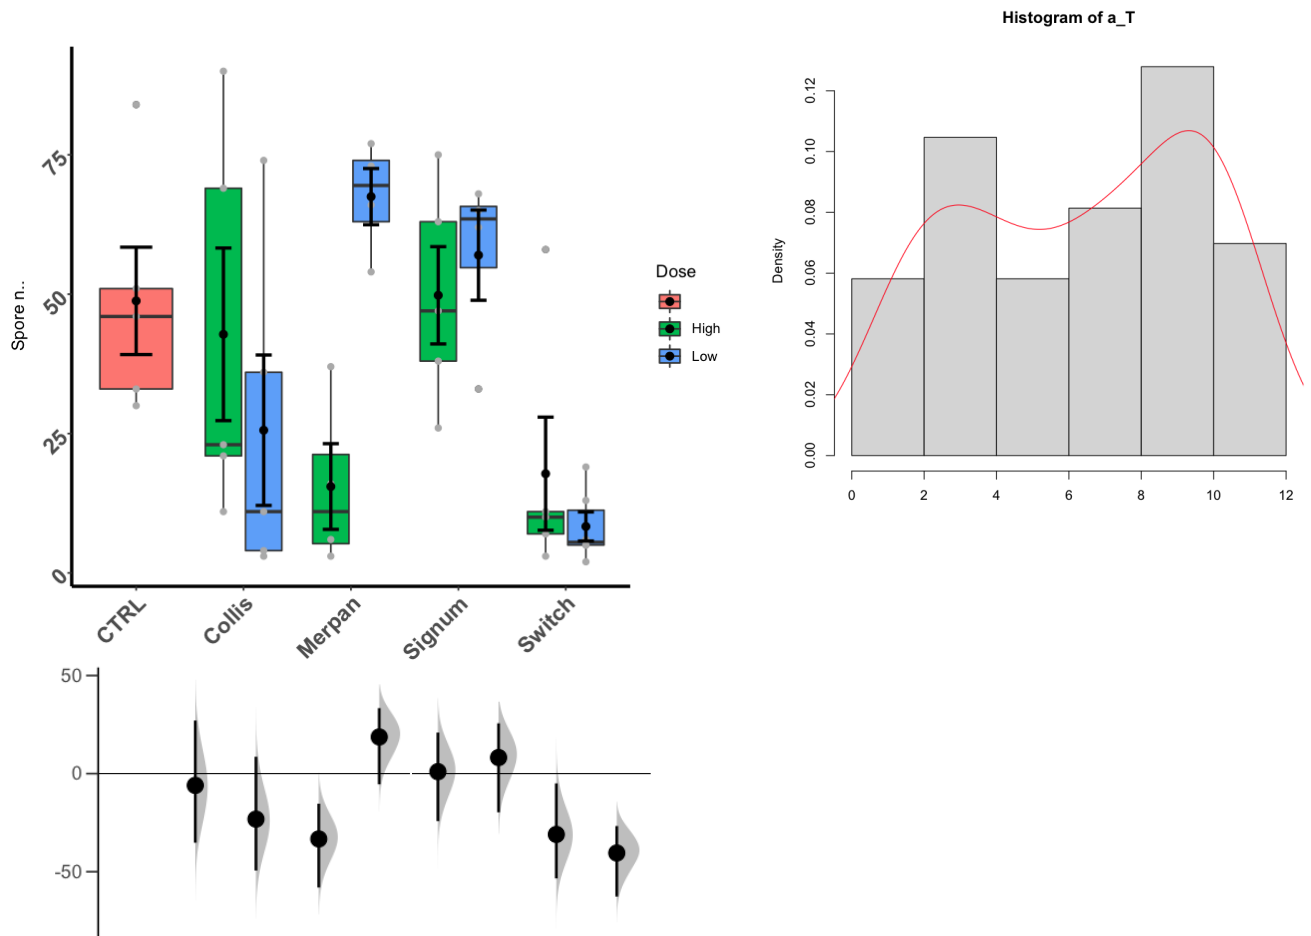 Histogram of a_T
Spore n..
75
50
25
0
CTRL
Collis
Merpan
Signum
Switch
Dose
High
Low
50
0
-50
Density
0.12
0.10
0.08
0.06
0.04
0.02
0.00
0 2 4 6 8 10 12